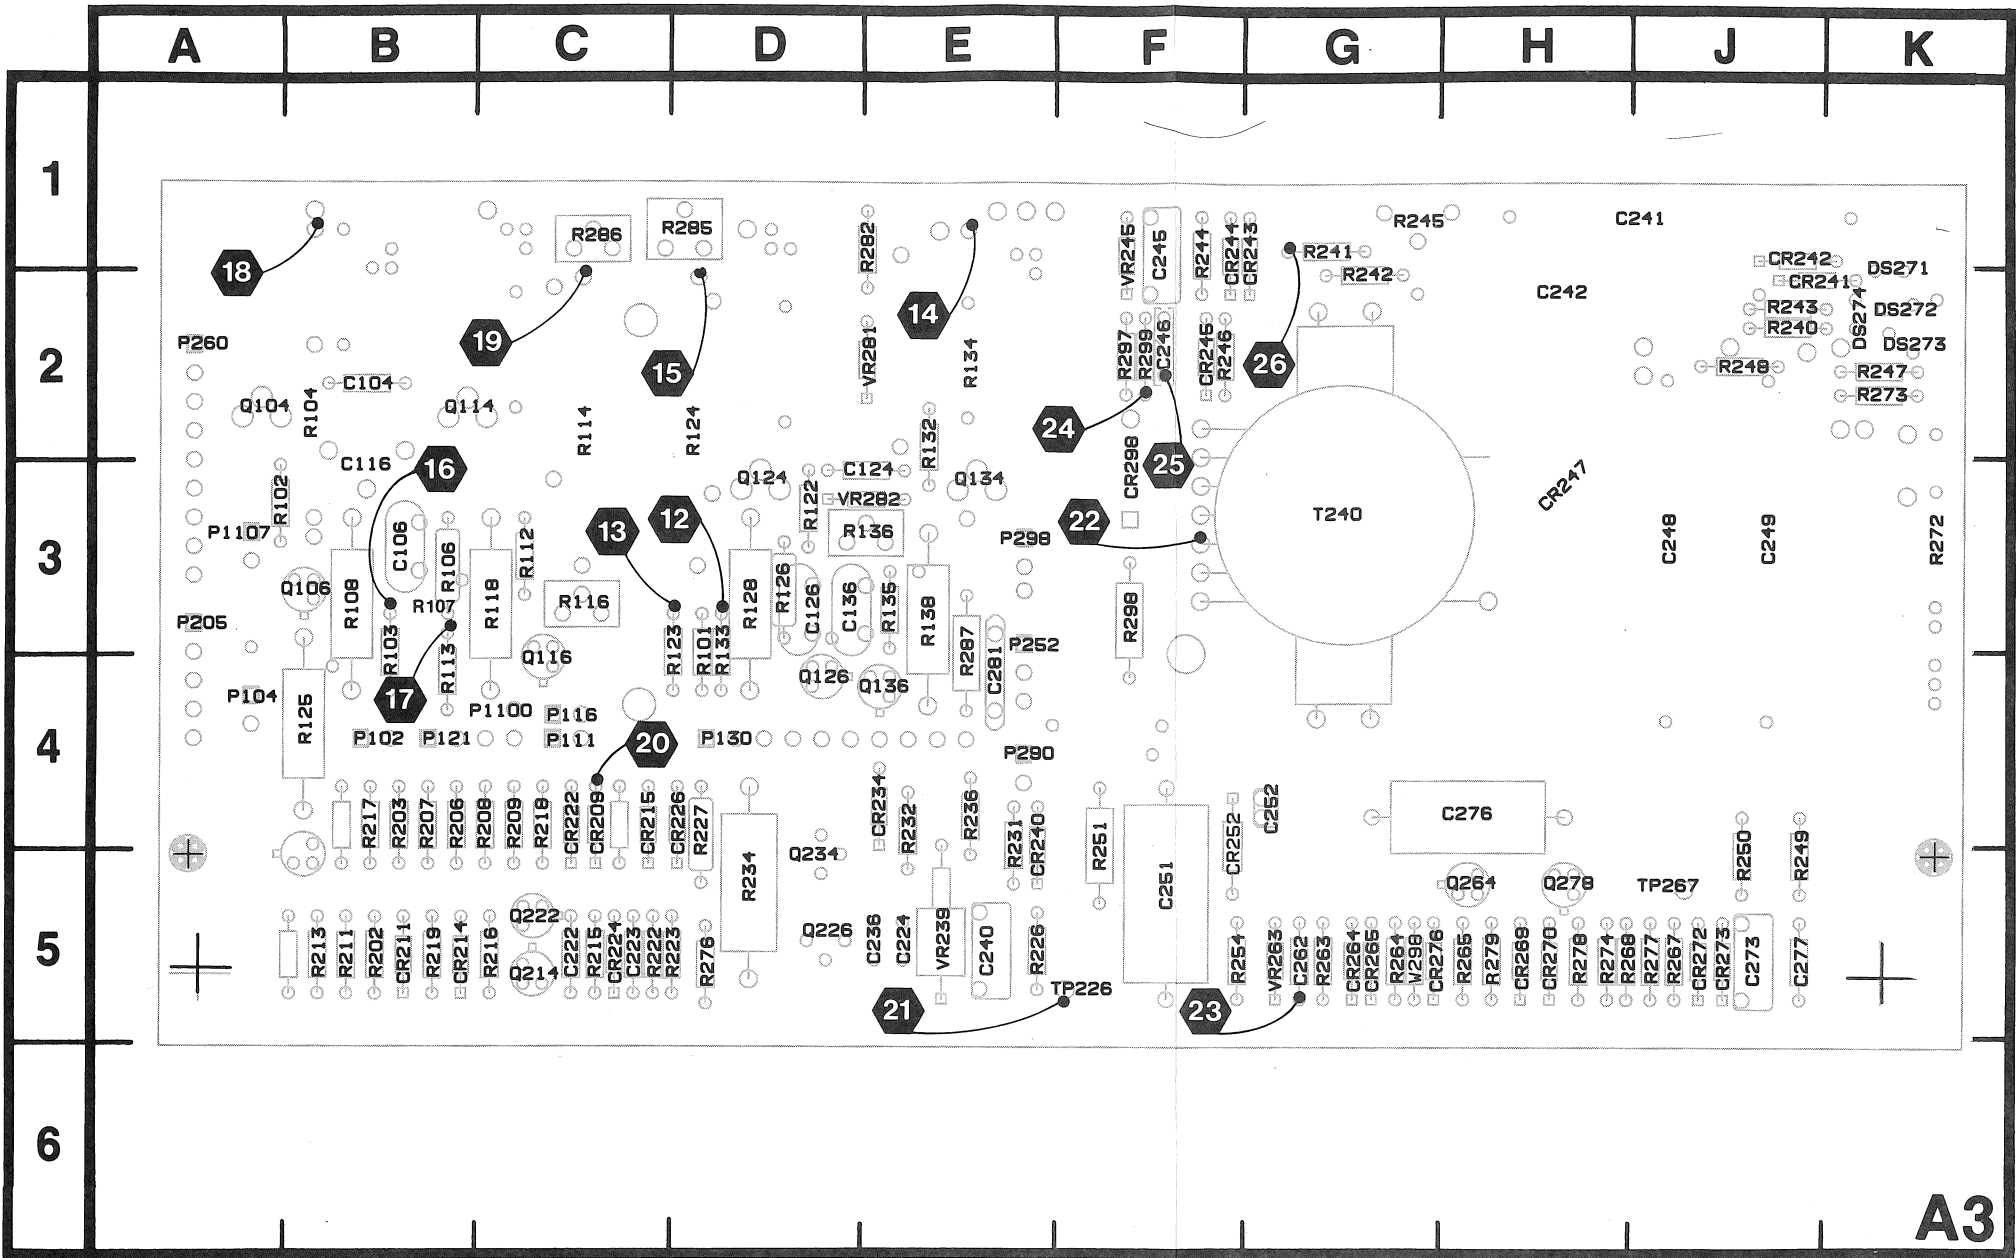 A B C D E F G H J K
1
R286 R285 R282 VR245 C245 R244 CR244 CR243 R245 C241
R241 CR242
18 R242 CR241 DS271
C242
19 14 R243 DS274 DS272
P260 15 VR281 R134 R297 R299 C246 CR245 R246 26 R240 DS273
2
C104 R248 R247
Q104 R104 Q114 R273
R114 R124 24 R132
C116 16 Q124 C124 Q134 CR298 25
R102 R122 VR282 CR247
P1107 13 12 R136 P298 22 T240 C248 C249 R272
3
C106 R106 R112
Q106 R108 R107 R118 R116 R128 R126 C126 C136 R135 R138 R298
P205
R103 R113 Q116 R123 R101 R133 R287 C281 P252
Q126 Q136
P104 17 R125 P1100 P116
P102 P121 P111 20 P130 P290
4
R217 R203 R207 R206 R208 R209 R218 CR222 CR209 CR215 CR226 R227 CR234 R232 R236 R231 CR240 R251 CR252 C252 C276 R250 R249
Q234
R234 C251 Q264 Q278 TP267
Q222
5
R213 R211 R202 CR211 R219 CR214 R216 C222 R215 CR224 C223 R222 R223 R276 Q226 C236 C224 VR239 C240 R226 R254 VR263 C262 R263 CR264 CR265 R264 W298 CR276 R265 R279 CR269 CR270 R278 R274 R268 R277 R267 CR272 CR273 C273 C277
Q214
TP226
21 23
6
A3